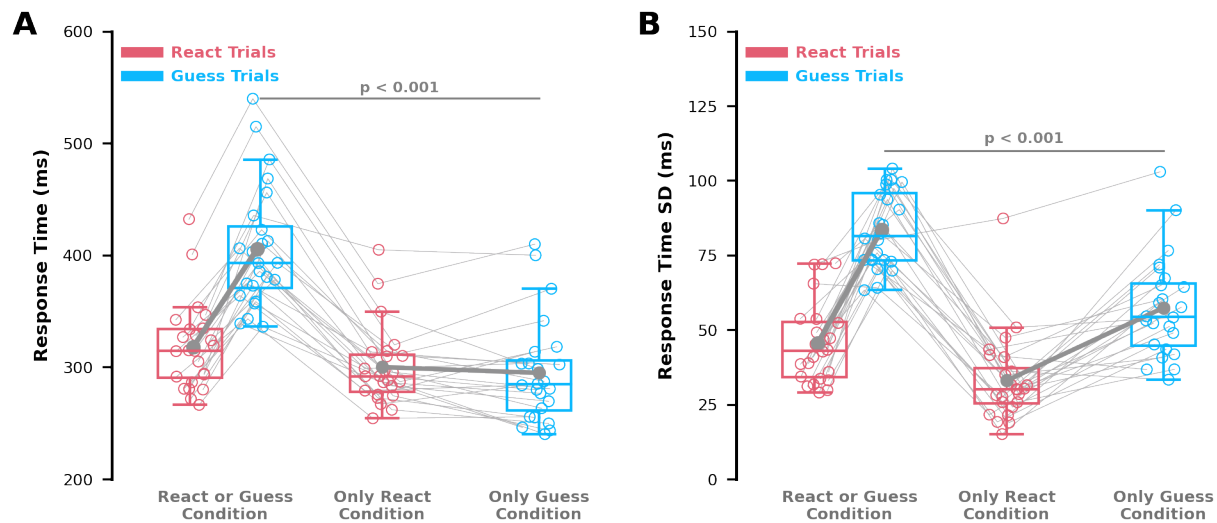 A
600
500
400
300
200
Response Time (ms)
React Trials
Guess Trials
p < 0.001
React or Guess
Condition
Only React
Condition
Only Guess
Condition
B
150
125
100
75
50
25
0
Response Time SD (ms)
React Trials
Guess Trials
p < 0.001
React or Guess
Condition
Only React
Condition
Only Guess
Condition